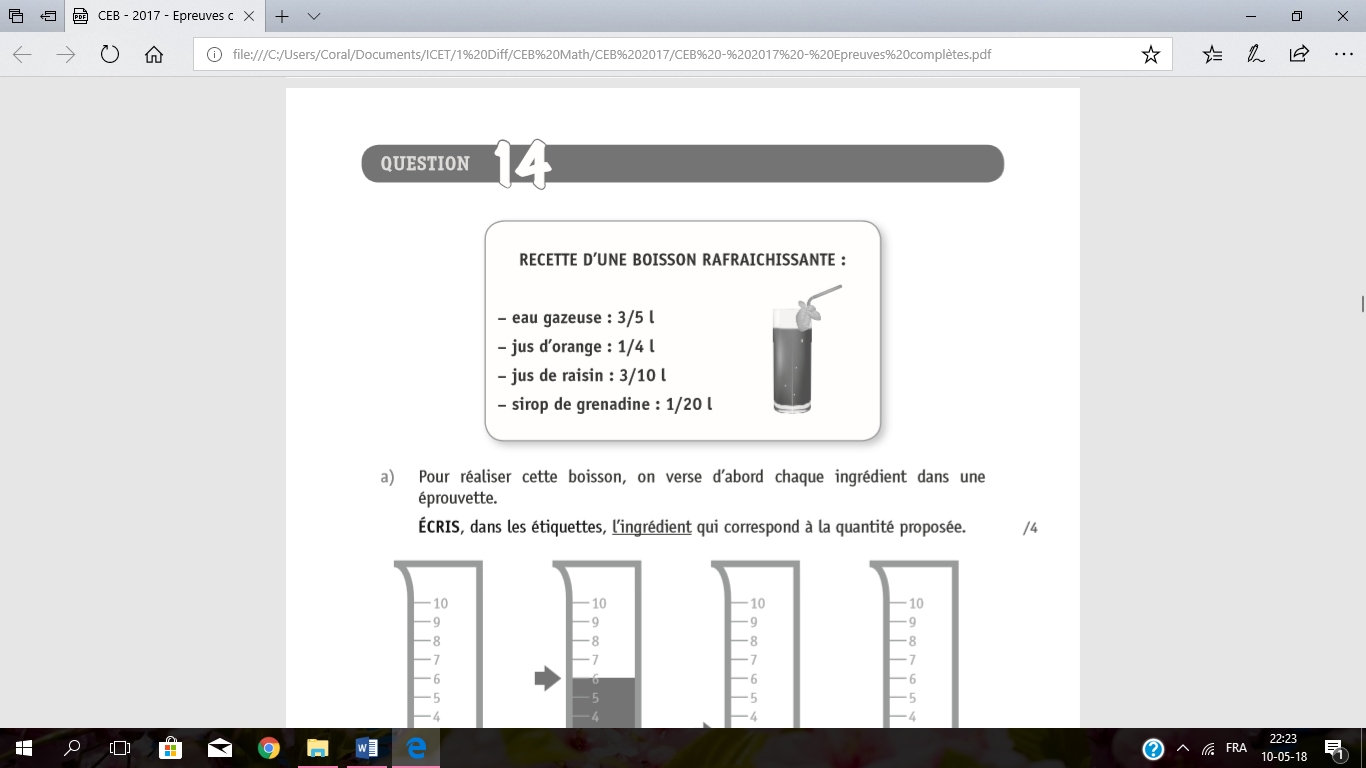 CEB - 2017 - Epreuves c
file:///C:/Users/Coral/Documents/ICET/1%20Diff/CEB%20Math/CEB%202017/CEB%20-%202017%20-%20Epreuves%20complètes.pdf
QUESTION 14
RECETTE D'UNE BOISSON RAFRAICHISSANTE :
– eau gazeuse : 3/5 l
– jus d'orange : 1/4 l
– jus de raisin : 3/10 l
– sirop de grenadine : 1/20 l
a) Pour réaliser cette boisson, on verse d'abord chaque ingrédient dans une
éprouvette.
ÉCRIS, dans les étiquettes, l'ingrédient qui correspond à la quantité proposée. /4
10 10 10 10
9 9 9 9
8 8 8 8
7 7 7 7
6 6 6 6
5 5 5 5
4 4 4 4
FRA 22:23
10-05-18 1